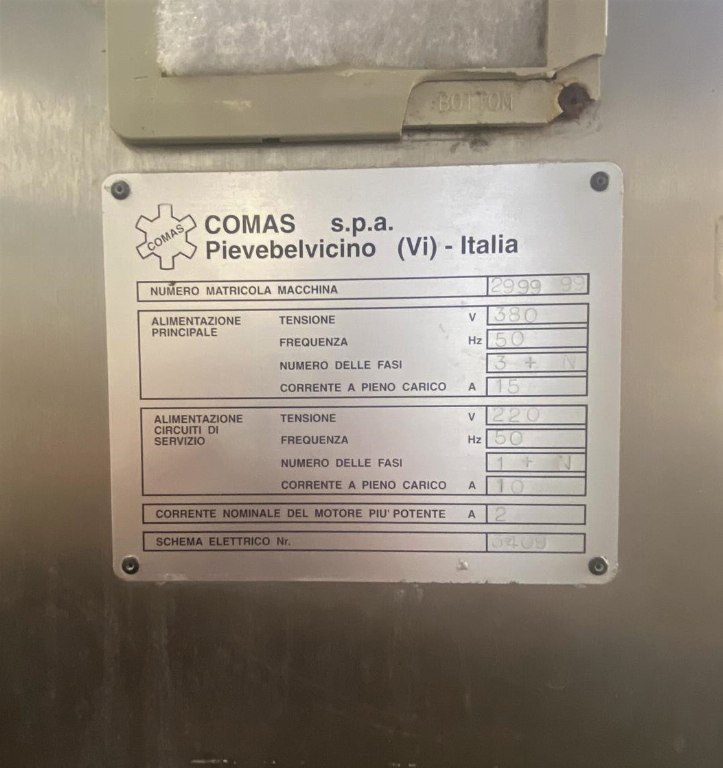 BOTTOM
COMAS
COMAS s.p.a.
Pievebelvicino (Vi) - Italia
NUMERO MATRICOLA MACCHINA 2999 99
ALIMENTAZIONE PRINCIPALE
TENSIONE V 380
FREQUENZA Hz 50
NUMERO DELLE FASI 3 + N
CORRENTE A PIENO CARICO A 15
ALIMENTAZIONE CIRCUITI DI SERVIZIO
TENSIONE V 220
FREQUENZA Hz 50
NUMERO DELLE FASI 1 + N
CORRENTE A PIENO CARICO A 10
CORRENTE NOMINALE DEL MOTORE PIU' POTENTE A 2
SCHEMA ELETTRICO Nr.